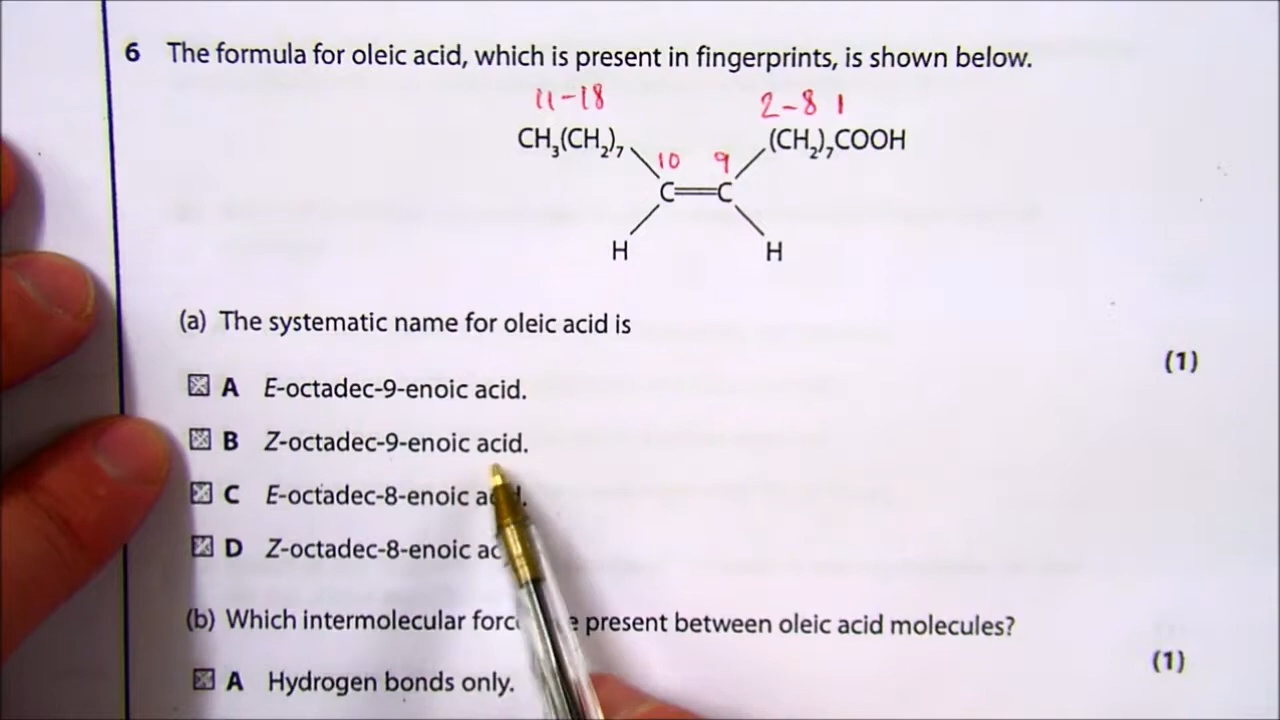 6 The formula for oleic acid, which is present in fingerprints, is shown below.
11-18 2-8 1
CH₃(CH₂)₇ (CH₂)₇COOH
10 9
C=C
H H
(a) The systematic name for oleic acid is
(1)
A E-octadec-9-enoic acid.
B Z-octadec-9-enoic acid.
C E-octadec-8-enoic
D Z-octadec-8-enoic
(b) Which intermolecular present between oleic acid molecules?
(1)
A Hydrogen bonds only.